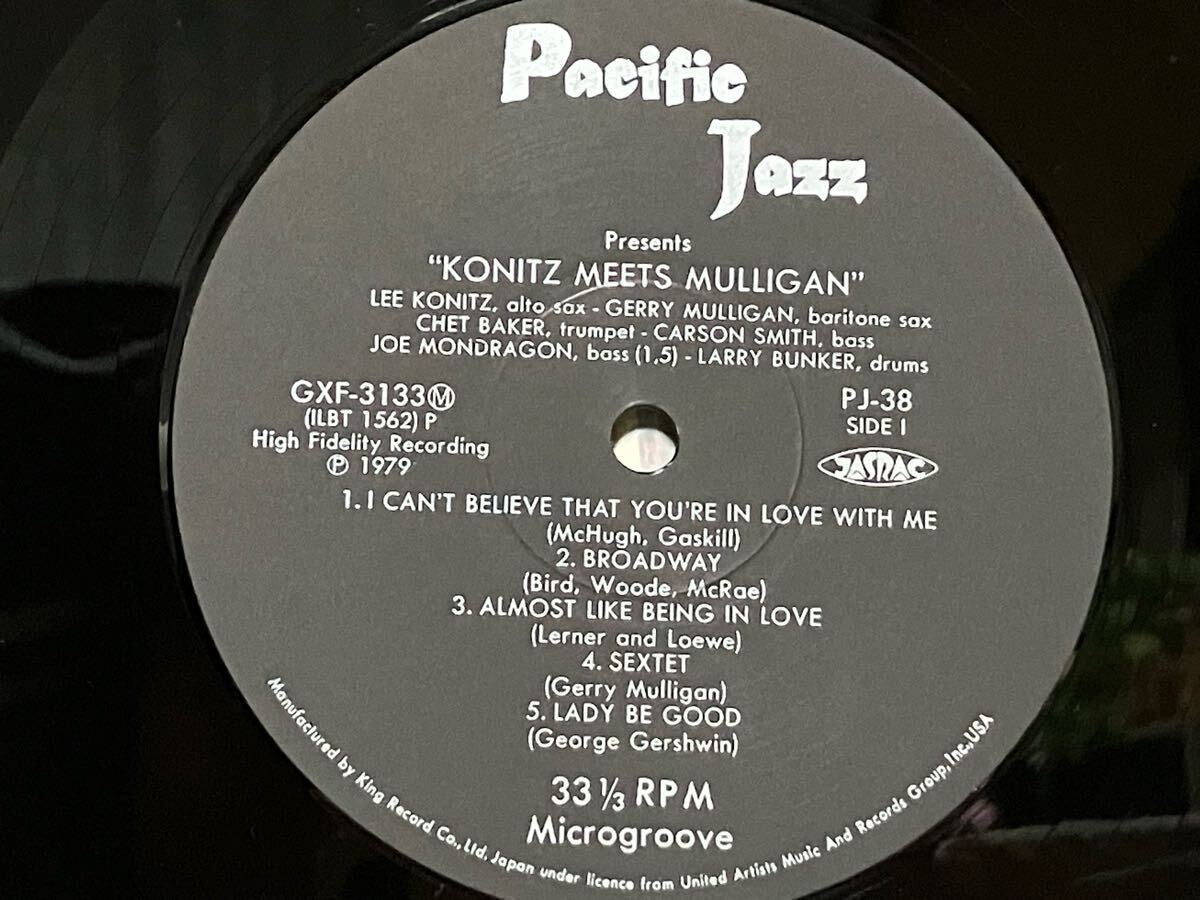 Pacific
Jazz
Presents
"KONITZ MEETS MULLIGAN"
LEE KONITZ, alto sax - GERRY MULLIGAN, baritone sax
CHET BAKER, trumpet - CARSON SMITH, bass
JOE MONDRAGON, bass (1,5) - LARRY BUNKER, drums
GXF-3133Ⓜ
(ILBT 1562) P
High Fidelity Recording
℗ 1979
PJ-38
SIDE I
JASRAC
1. I CAN'T BELIEVE THAT YOU'RE IN LOVE WITH ME
(McHugh, Gaskill)
2. BROADWAY
(Bird, Woode, McRae)
3. ALMOST LIKE BEING IN LOVE
(Lerner and Loewe)
4. SEXTET
(Gerry Mulligan)
5. LADY BE GOOD
(George Gershwin)
33 ⅓ RPM
Microgroove
Manufactured by King Record Co., Ltd, Japan under licence from United Artists Music And Records Group, Inc., USA